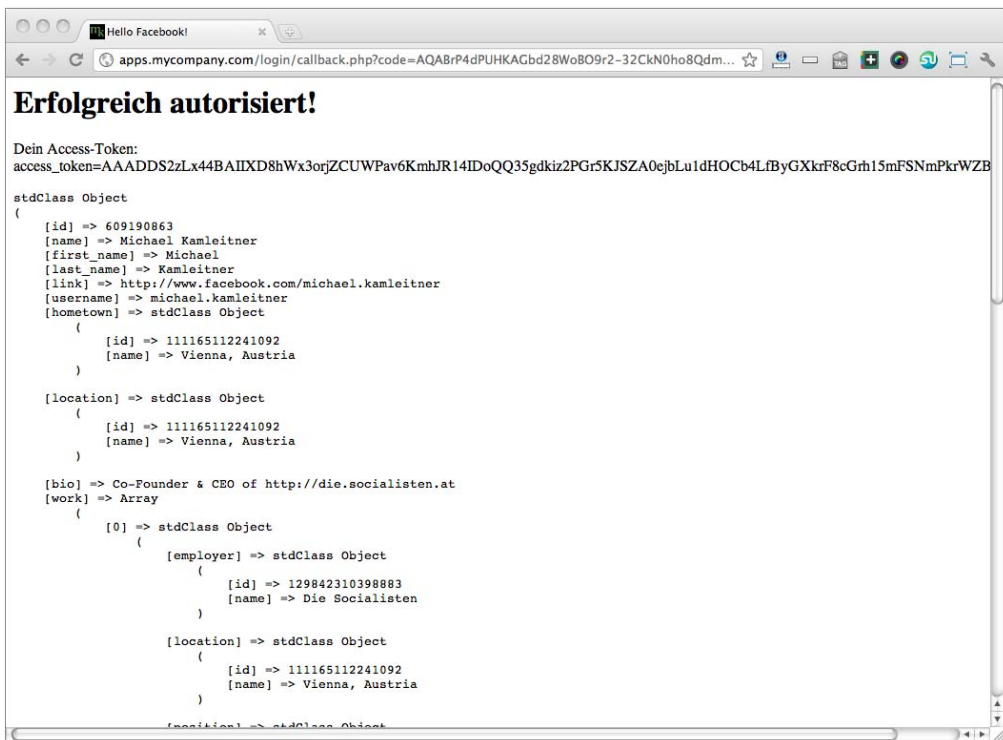 Hello Facebook!
apps.mycompany.com/login/callback.php?code=AQABrP4dPUHKAGbd28WoBO9r2-32CkN0ho8Qdm...
Erfolgreich autorisiert!
Dein Access-Token:
access_token=AAADDS2zLx44BAIIXD8hWx3orjZCUWPav6KmhJR14IDoQQ35gdkiz2PGr5KJSZA0ejbLu1dHOCb4LfByGXkrF8cGrh15mFSNmPkrWZB
stdClass Object
(
[id] => 609190863
[name] => Michael Kamleitner
[first_name] => Michael
[last_name] => Kamleitner
[link] => http://www.facebook.com/michael.kamleitner
[username] => michael.kamleitner
[hometown] => stdClass Object
(
[id] => 111165112241092
[name] => Vienna, Austria
)
[location] => stdClass Object
(
[id] => 111165112241092
[name] => Vienna, Austria
)
[bio] => Co-Founder & CEO of http://die.socialisten.at
[work] => Array
(
[0] => stdClass Object
(
[employer] => stdClass Object
(
[id] => 129842310398883
[name] => Die Socialisten
)
[location] => stdClass Object
(
[id] => 111165112241092
[name] => Vienna, Austria
)
[position] => stdClass Object